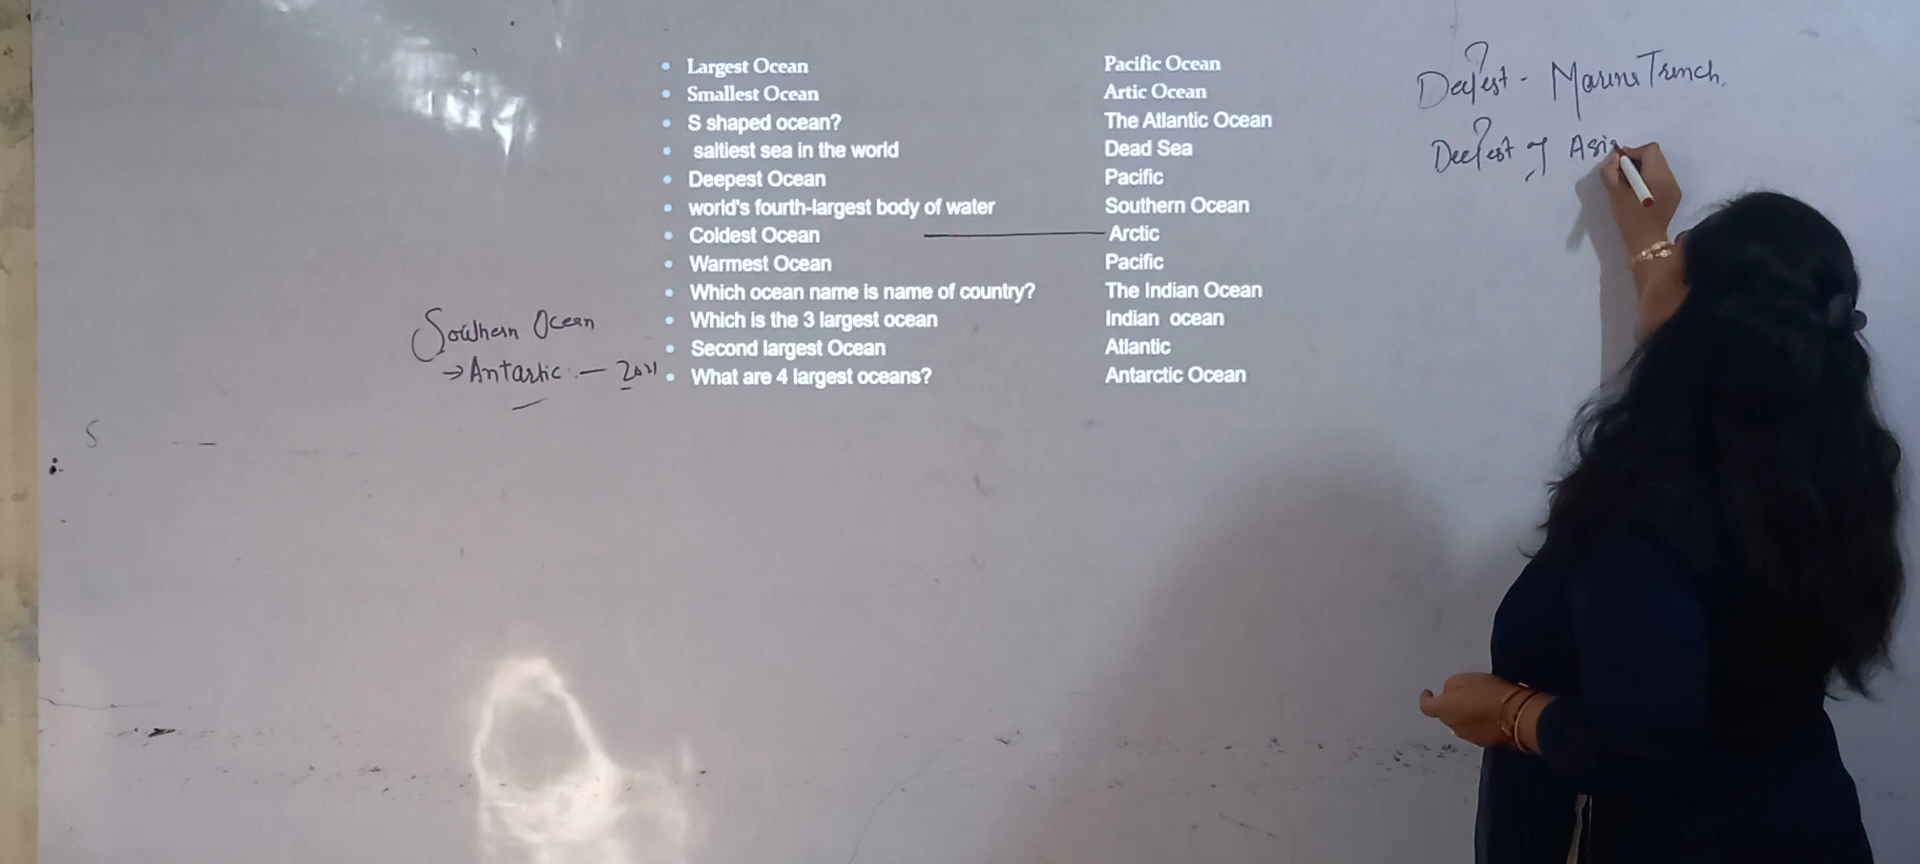 Largest Ocean Pacific Ocean
Smallest Ocean Artic Ocean
S shaped ocean? The Atlantic Ocean
saltiest sea in the world Dead Sea
Deepest Ocean Pacific
world's fourth-largest body of water Southern Ocean
Coldest Ocean Arctic
Warmest Ocean Pacific
Which ocean name is name of country? The Indian Ocean
Which is the 3 largest ocean Indian ocean
Second largest Ocean Atlantic
What are 4 largest oceans? Antarctic Ocean
Southern Ocean
→ Antartic - 2021
S
Deepest - Marine Trench.
Deepest of Asia